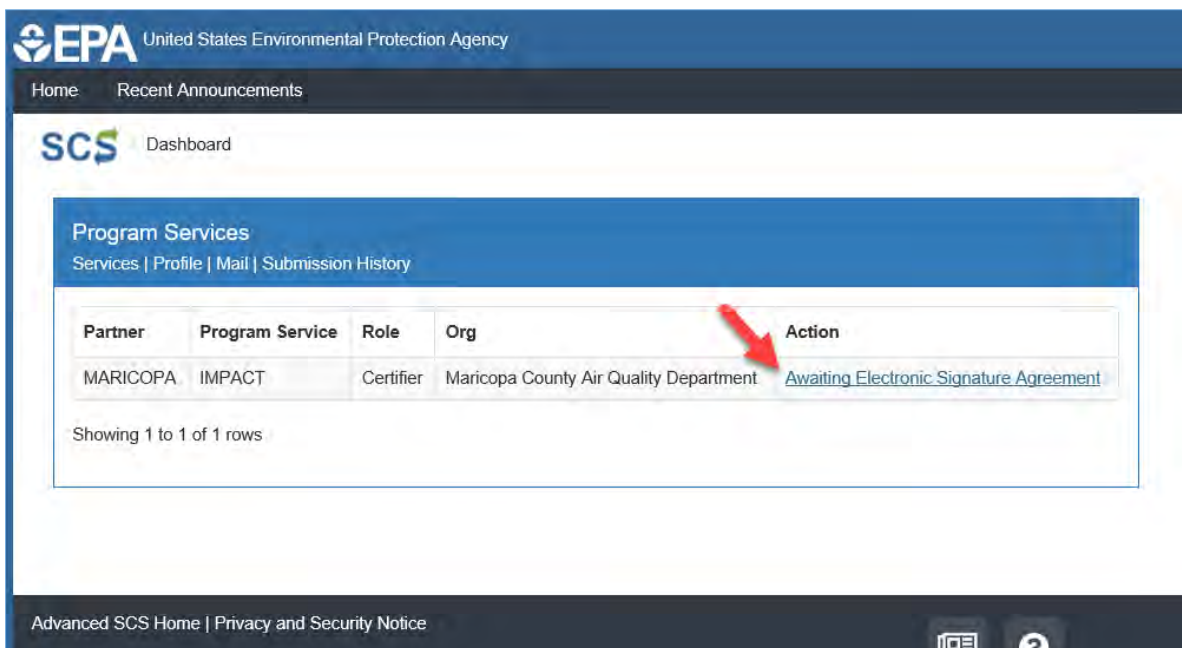 EPA United States Environmental Protection Agency
Home Recent Announcements
SCS Dashboard
Program Services
Services | Profile | Mail | Submission History
Partner Program Service Role Org Action
MARICOPA IMPACT Certifier Maricopa County Air Quality Department Awaiting Electronic Signature Agreement
Showing 1 to 1 of 1 rows
Advanced SCS Home | Privacy and Security Notice
?